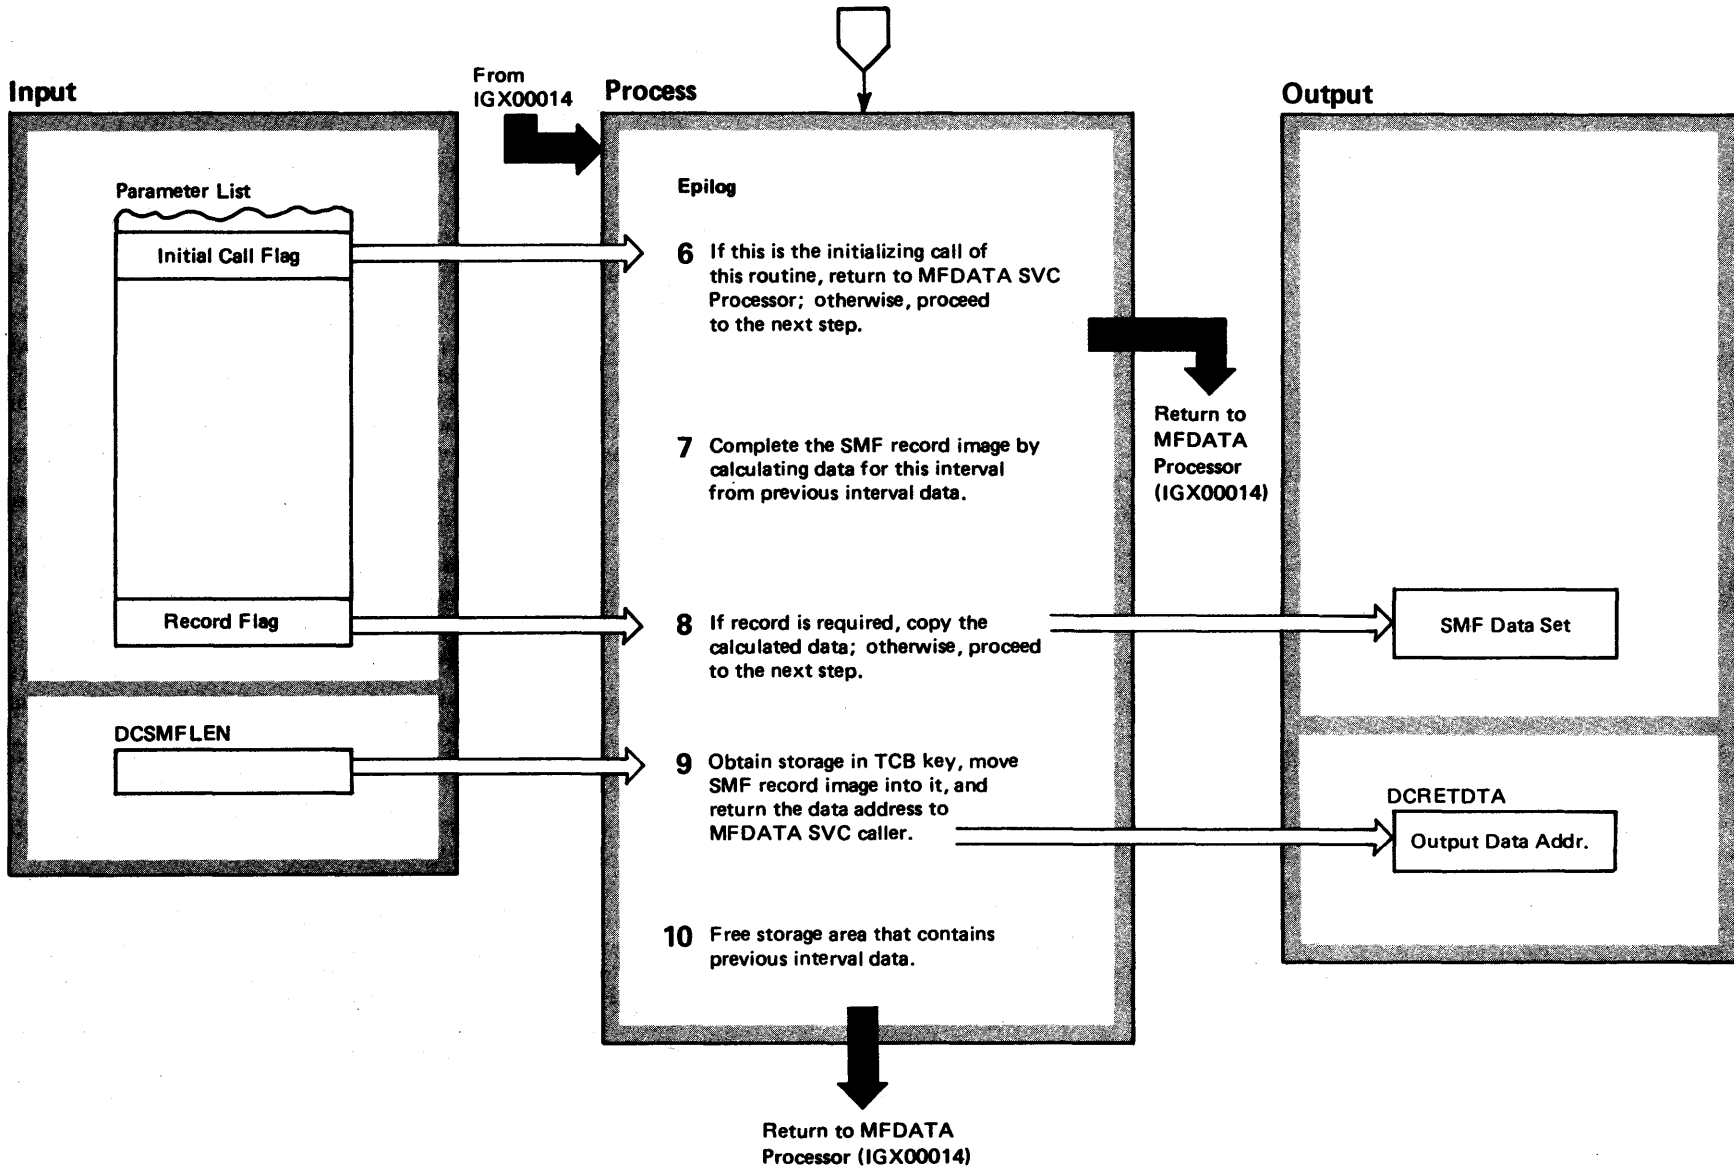 Input
From
IGX00014
Process
Output
Parameter List
Initial Call Flag
Record Flag
DCSMFLEN
Epilog
6 If this is the initializing call of
this routine, return to MFDATA SVC
Processor; otherwise, proceed
to the next step.
Return to
MFDATA
Processor
(IGX00014)
7 Complete the SMF record image by
calculating data for this interval
from previous interval data.
8 If record is required, copy the
calculated data; otherwise, proceed
to the next step.
SMF Data Set
9 Obtain storage in TCB key, move
SMF record image into it, and
return the data address to
MFDATA SVC caller.
DCRETDTA
Output Data Addr.
10 Free storage area that contains
previous interval data.
Return to MFDATA
Processor (IGX00014)